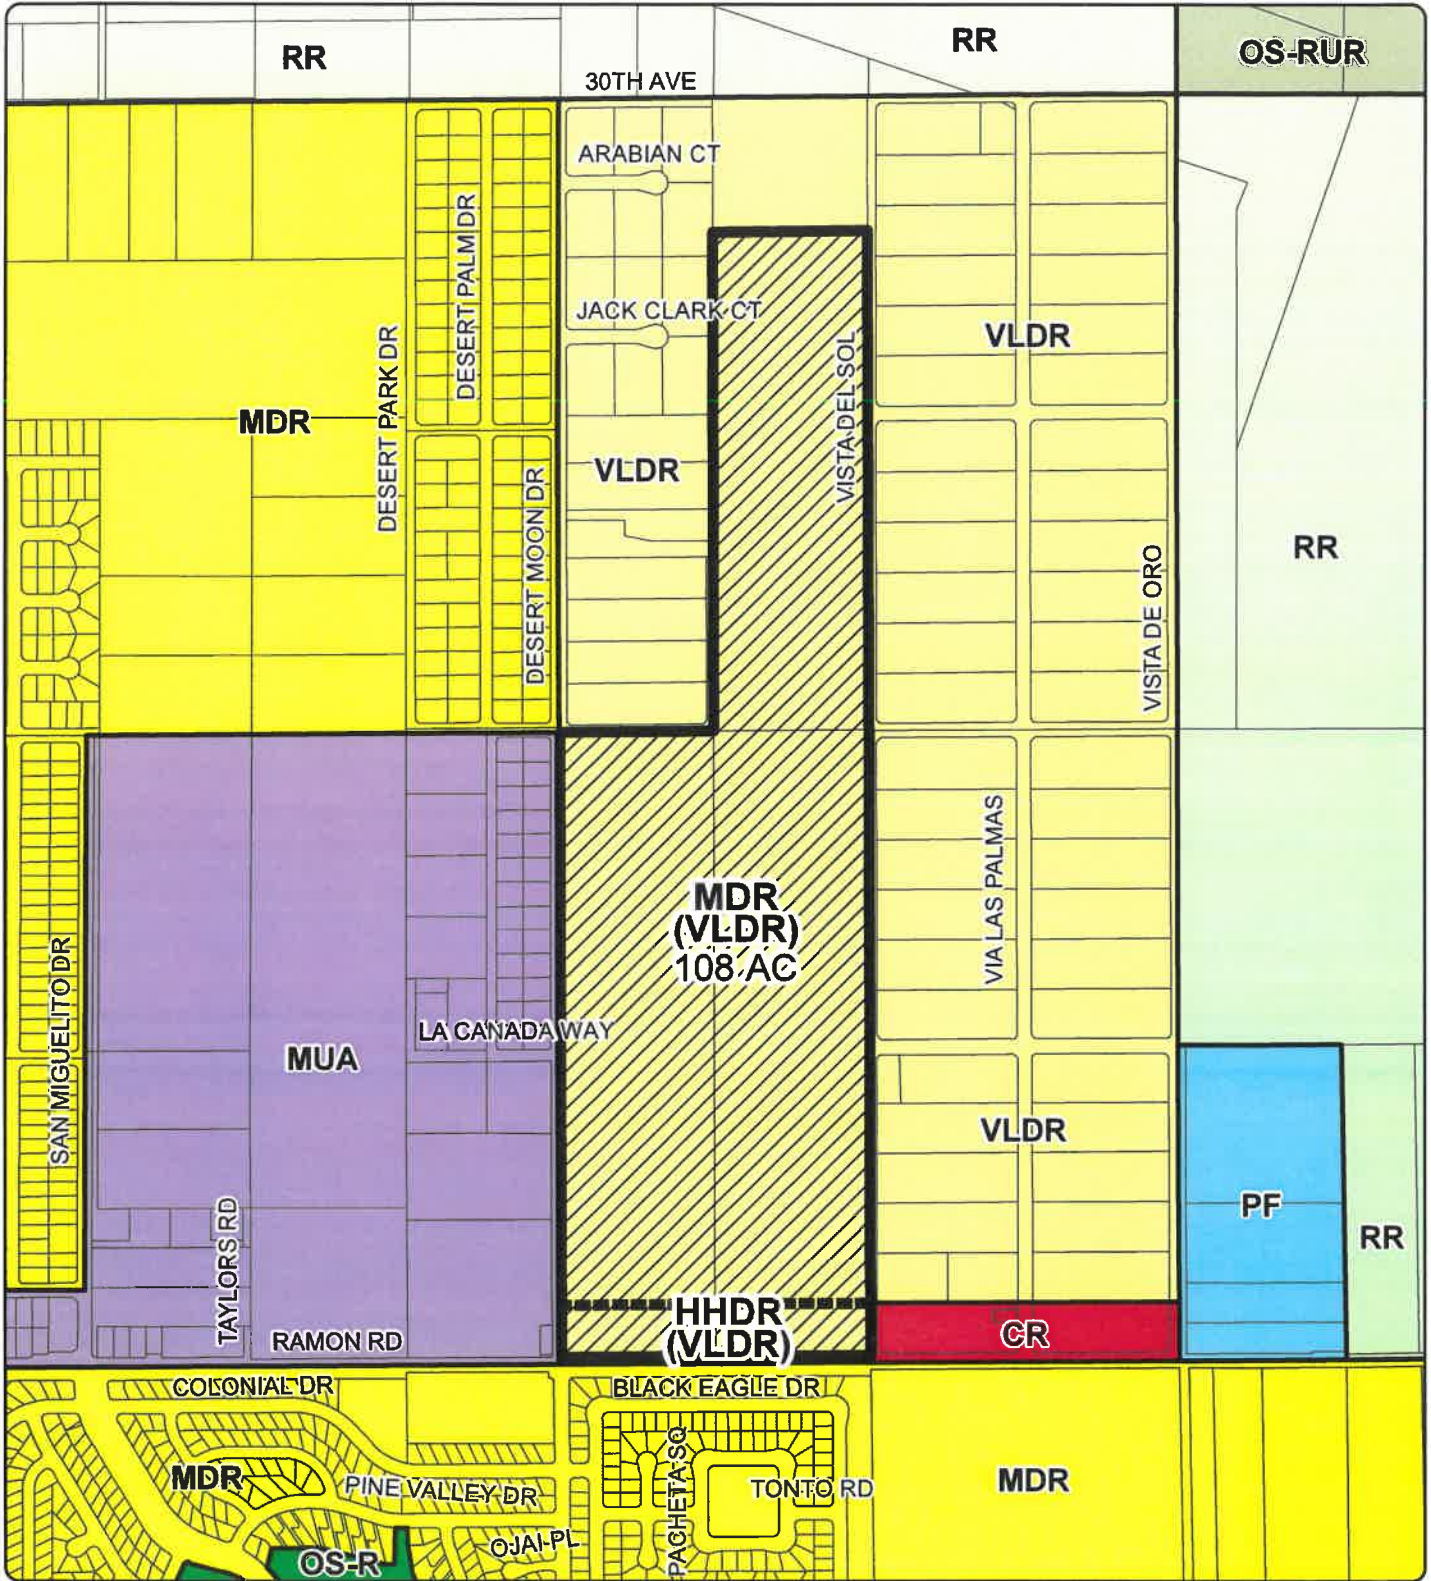 RR
RR
OS-RUR
30TH AVE
ARABIAN CT
DESERT PALM DR
JACK CLARK CT
DESERT PARK DR
VISTA DEL SOL
VLDR
MDR
VLDR
DESERT MOON DR
VISTA DE ORO
RR
VIA LAS PALMAS
MDR
(VLDR)
108 AC
SAN MIGUELITO DR
LA CANADA WAY
MUA
VLDR
PF
TAYLORS RD
RR
HHDR
(VLDR)
RAMON RD
CR
COLONIAL DR
BLACK EAGLE DR
MDR
PINE VALLEY DR
PACHETA SQ
TONTO RD
MDR
OJAI PL
OS-R